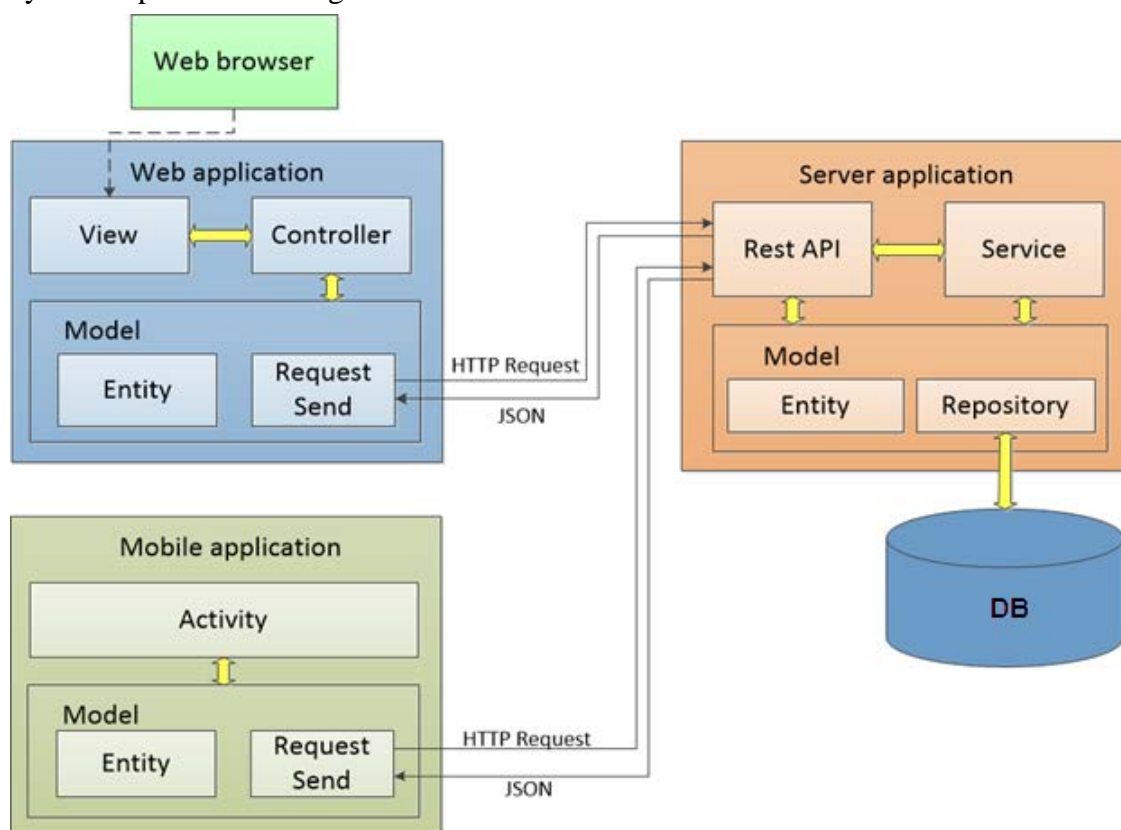 Web browser
Web application
View
Controller
Model
Entity
Request
Send
HTTP Request
JSON
Server application
Rest API
Service
Model
Entity
Repository
DB
Mobile application
Activity
Model
Entity
Request
Send
HTTP Request
JSON